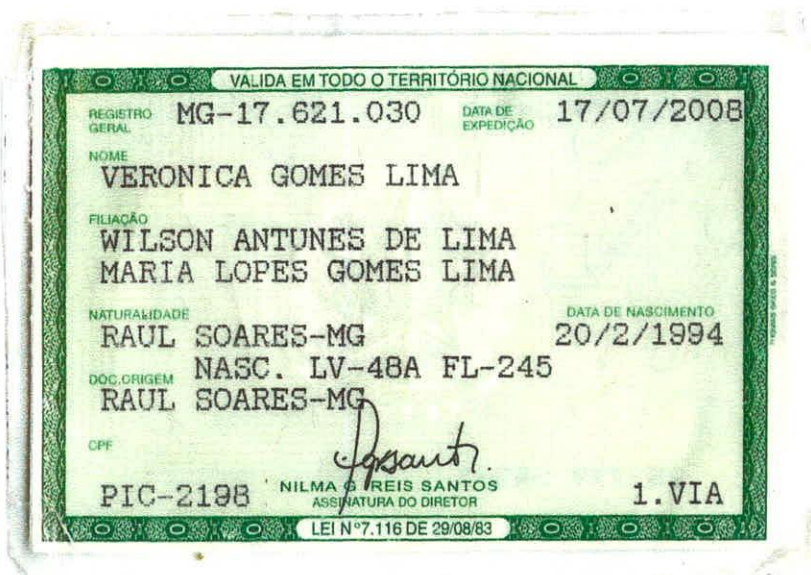 VALIDA EM TODO O TERRITÓRIO NACIONAL
REGISTRO GERAL MG-17.621.030 DATA DE EXPEDIÇÃO 17/07/2008
NOME
VERONICA GOMES LIMA
FILIAÇÃO
WILSON ANTUNES DE LIMA
MARIA LOPES GOMES LIMA
NATURALIDADE DATA DE NASCIMENTO
RAUL SOARES-MG 20/2/1994
DOC.ORIGEM NASC. LV-48A FL-245
RAUL SOARES-MG
CPF
PIC-2198 NILMA G REIS SANTOS 1.VIA
ASSINATURA DO DIRETOR
LEI Nº7.116 DE 29/08/83